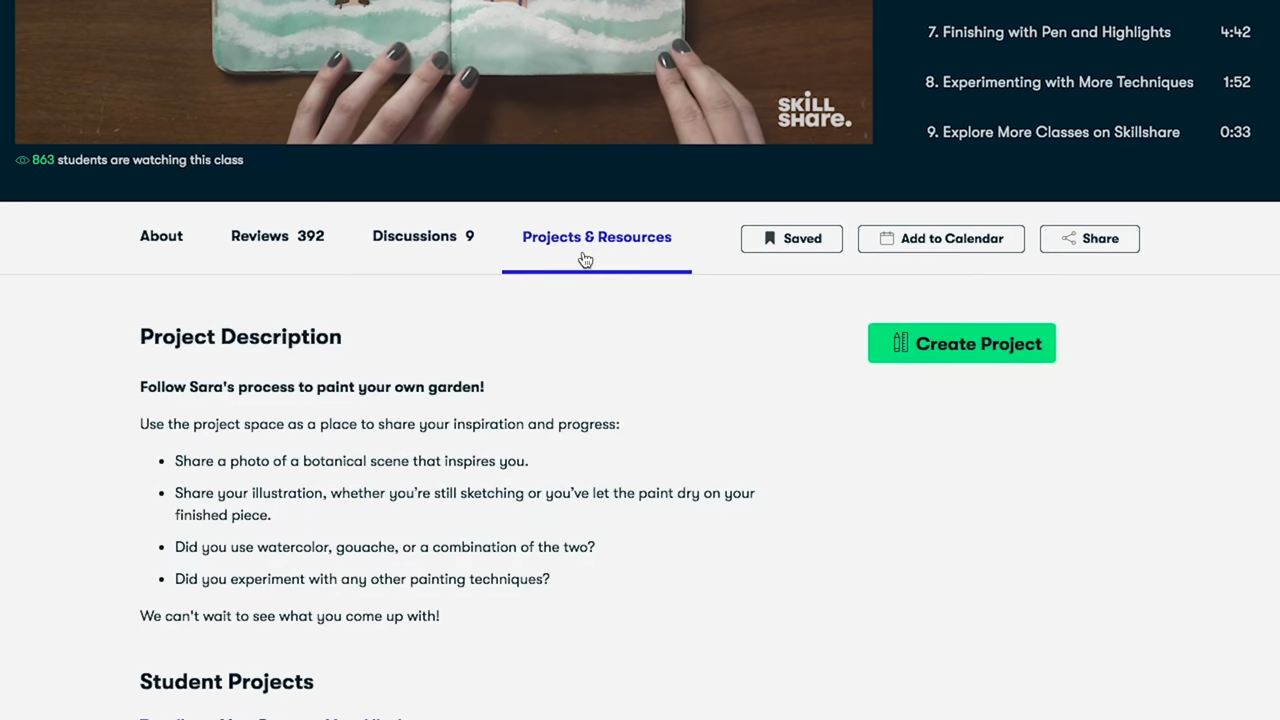 7. Finishing with Pen and Highlights 4:42
8. Experimenting with More Techniques 1:52
9. Explore More Classes on Skillshare 0:33
SKILL
SHARE.
863 students are watching this class
About Reviews 392 Discussions 9 Projects & Resources Saved Add to Calendar Share
Project Description
Create Project
Follow Sara's process to paint your own garden!
Use the project space as a place to share your inspiration and progress:
• Share a photo of a botanical scene that inspires you.
• Share your illustration, whether you’re still sketching or you’ve let the paint dry on your
finished piece.
• Did you use watercolor, gouache, or a combination of the two?
• Did you experiment with any other painting techniques?
We can't wait to see what you come up with!
Student Projects